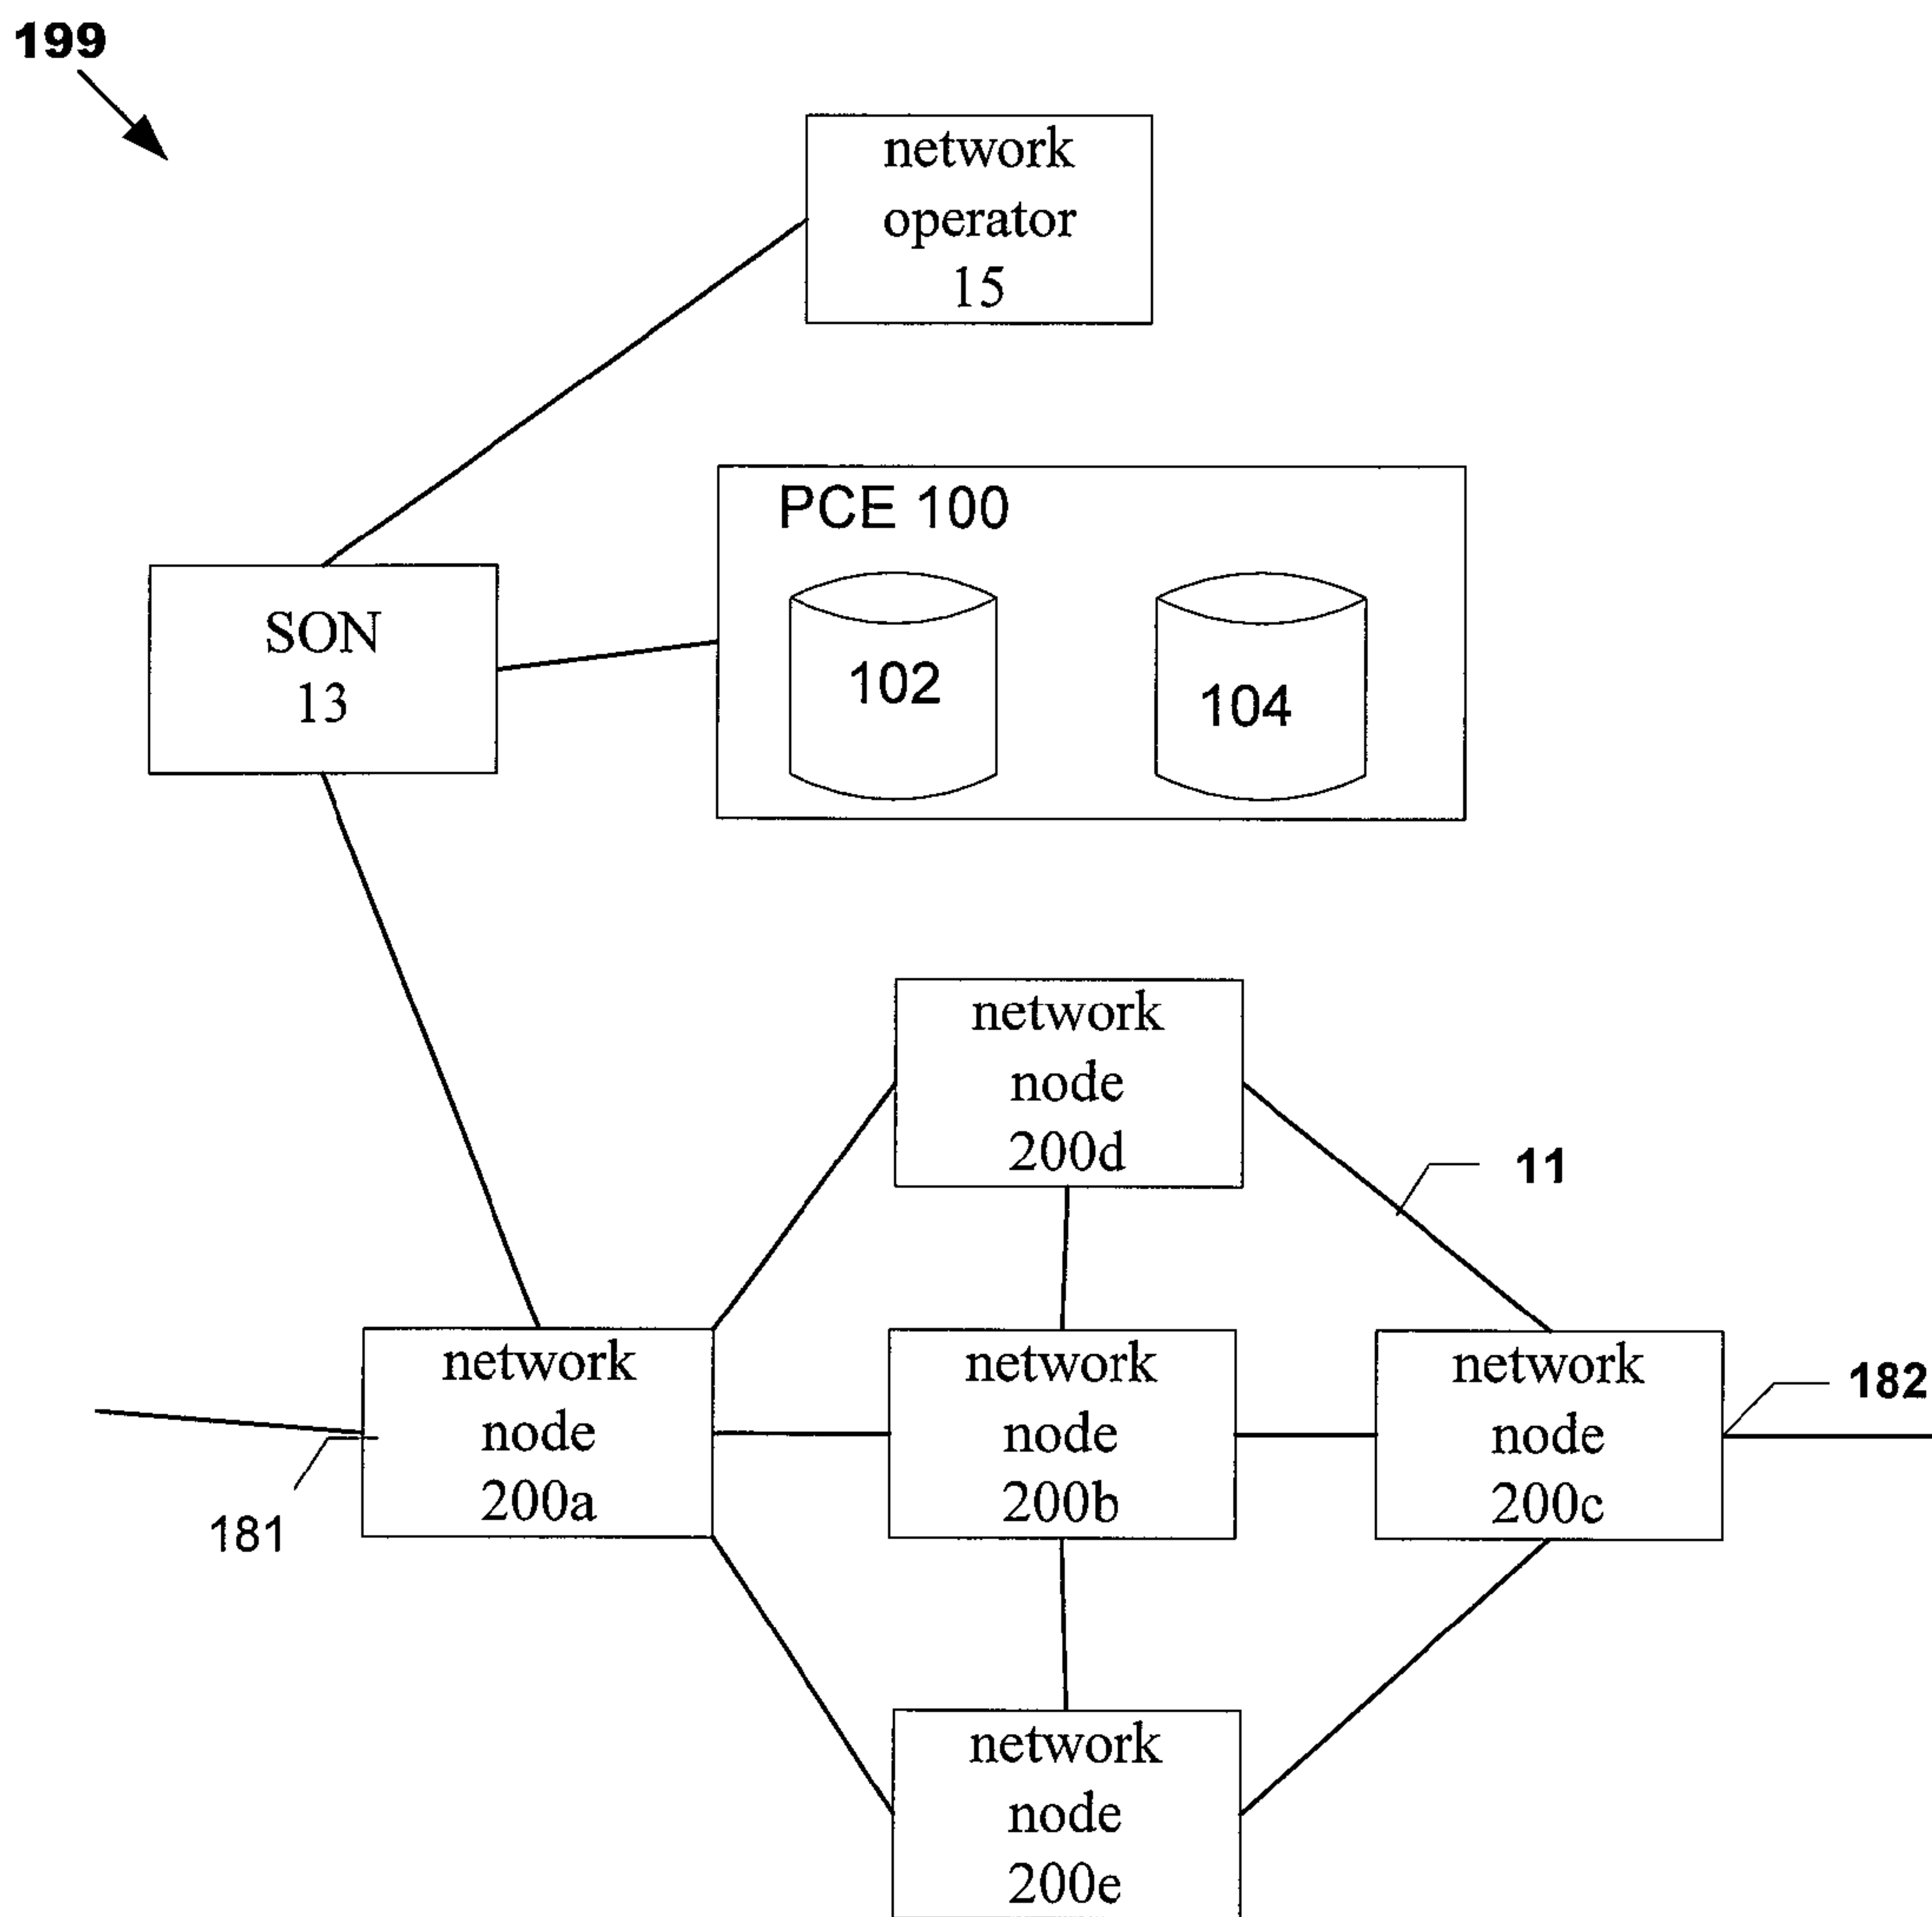 199
network
operator
15
PCE 100
SON
13
102
104
network
node
200d
11
network
node
200a
network
node
200b
network
node
200c
182
181
network
node
200e